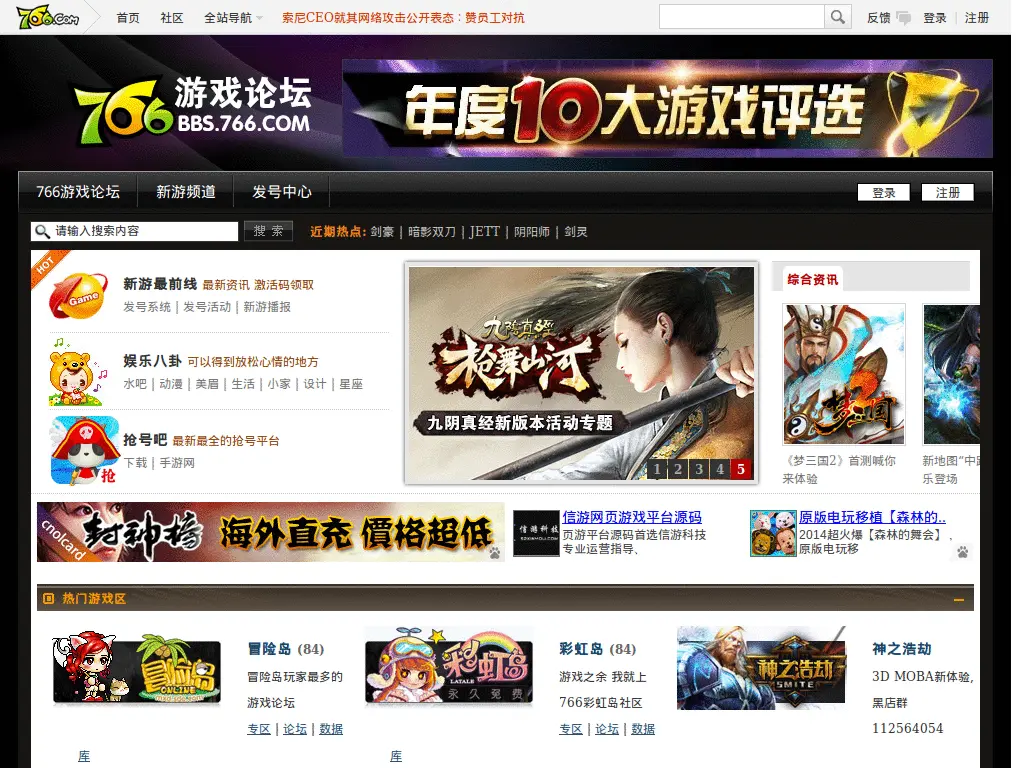 766.COM 首页 社区 全站导航 索尼CEO就其网络攻击公开表态：赞员工对抗 反馈 登录 注册
766游戏论坛
BBS.766.COM
年度10大游戏评选
766游戏论坛 新游频道 发号中心 登录 注册
请输入搜索内容 搜 索 近期热点: 剑豪 | 暗影双刀 | JETT | 阴阳师 | 剑灵
HOT
Game
新游最前线 最新资讯 激活码领取
发号系统 | 发号活动 | 新游播报
娱乐八卦 可以得到放松心情的地方
水吧 | 动漫 | 美眉 | 生活 | 小家 | 设计 | 星座
抢号吧 最新最全的抢号平台
下载 | 手游网
抢
九阴真經
枪舞山河
九阴真经新版本活动专题
1 2 3 4 5
综合资讯
梦三国2
《梦三国2》首测喊你
来体验
新地图“中
乐登场
cnolcard
封神榜 海外直充 價格超低
信游科技
52XINYOU.COM
信游网页游戏平台源码
页游平台源码首选信游科技
专业运营指导、
原版电玩移植【森林的..
2014超火爆【森林的舞会】，
原版电玩移
热门游戏区
冒险岛
ONLINE
冒险岛 (84)
冒险岛玩家最多的
游戏论坛
专区 | 论坛 | 数据
库
彩虹岛
LATALE
永久免费
彩虹岛 (84)
游戏之余 我就上
766彩虹岛社区
专区 | 论坛 | 数据
库
神之浩劫
SMITE
神之浩劫
3D MOBA新体验,
黑店群
112564054